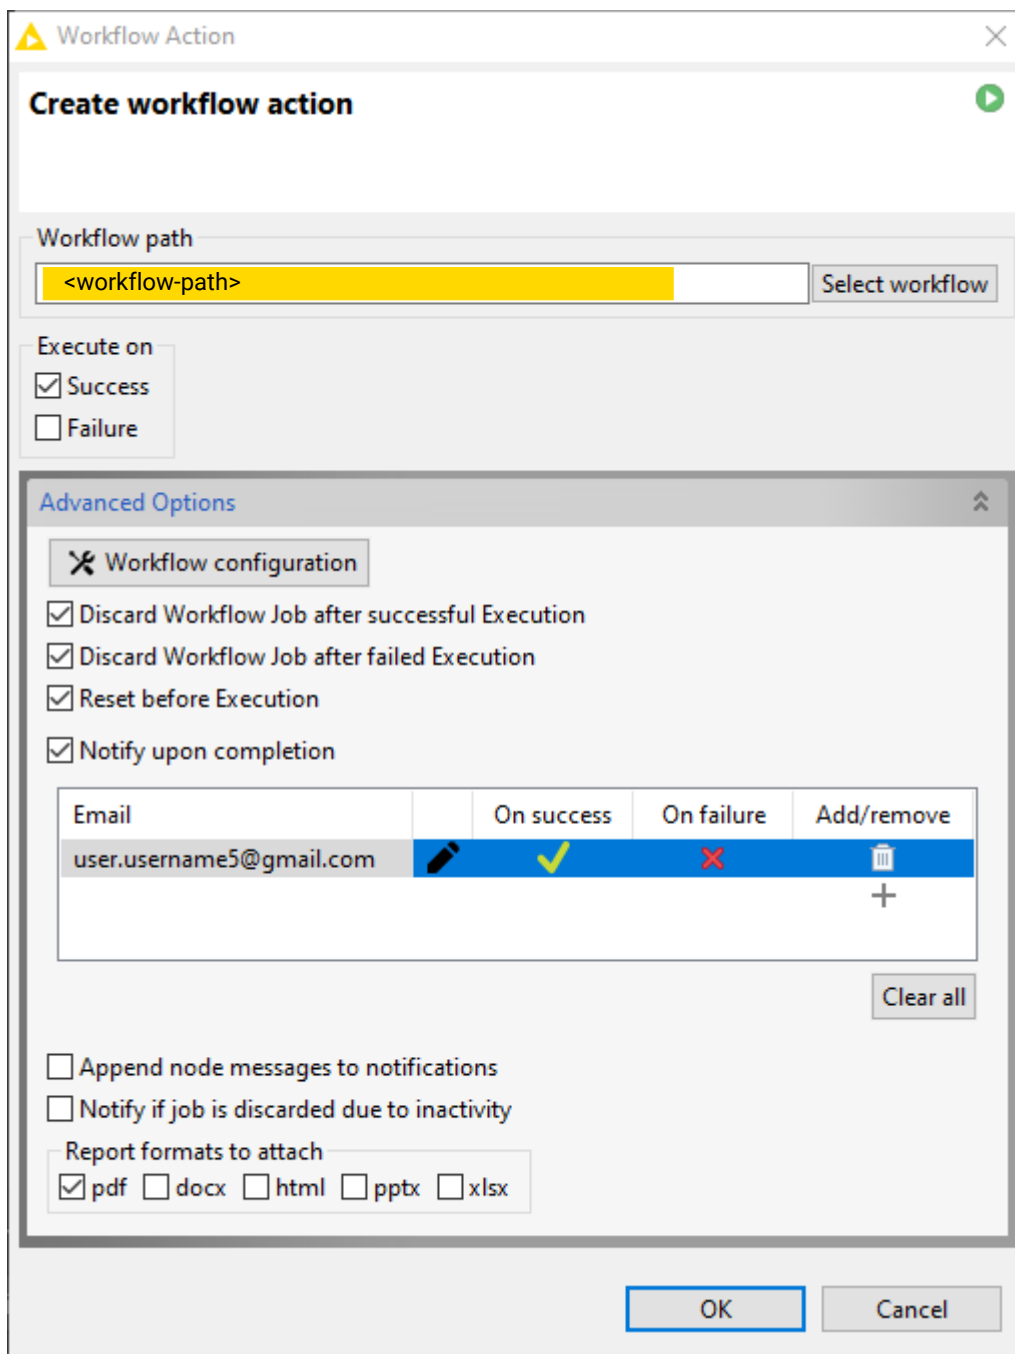 Workflow Action
Create workflow action
Workflow path
<workflow-path> Select workflow
Execute on
Success
Failure
Advanced Options
Workflow configuration
Discard Workflow Job after successful Execution
Discard Workflow Job after failed Execution
Reset before Execution
Notify upon completion
Email On success On failure Add/remove
user.username5@gmail.com
Clear all
Append node messages to notifications
Notify if job is discarded due to inactivity
Report formats to attach
pdf docx html pptx xlsx
OK Cancel